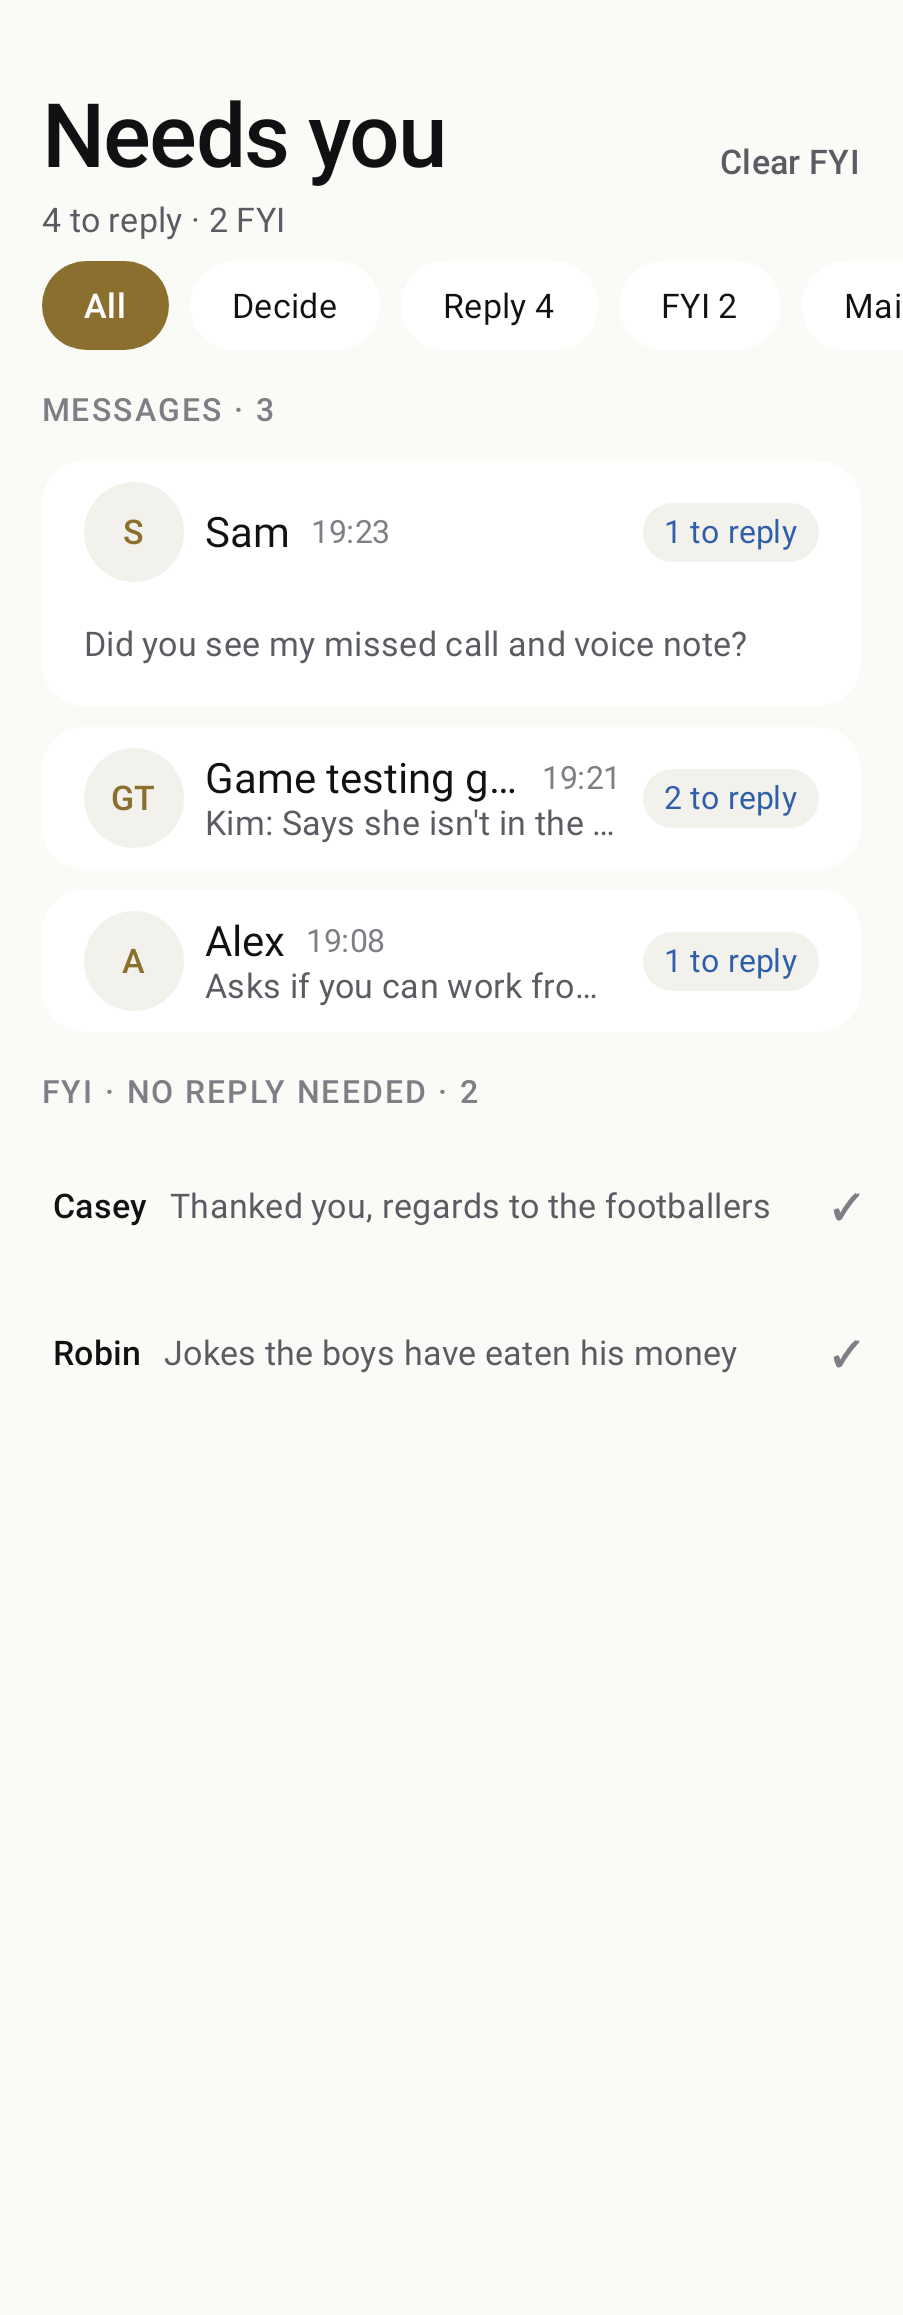 Needs you
Clear FYI
4 to reply · 2 FYI
All
Decide
Reply 4
FYI 2
Mai
MESSAGES · 3
S
Sam 19:23
1 to reply
Did you see my missed call and voice note?
GT
Game testing g... 19:21
Kim: Says she isn't in the ...
2 to reply
A
Alex 19:08
Asks if you can work fro...
1 to reply
FYI · NO REPLY NEEDED · 2
Casey Thanked you, regards to the footballers ✓
Robin Jokes the boys have eaten his money ✓